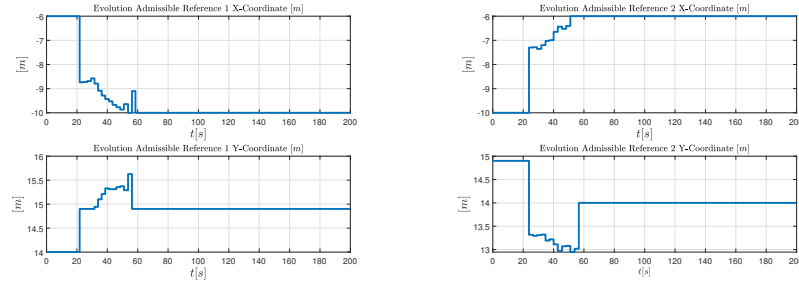 Evolution Admissible Reference 1 X-Coordinate [m]
-6
-7
-8
-9
-10
[m]
0 20 40 60 80 100 120 140 160 180 200
t[s]
Evolution Admissible Reference 2 X-Coordinate [m]
-6
-7
-8
-9
-10
[m]
0 20 40 60 80 100 120 140 160 180 200
t[s]
Evolution Admissible Reference 1 Y-Coordinate [m]
16
15.5
15
14.5
14
[m]
0 20 40 60 80 100 120 140 160 180 200
t[s]
Evolution Admissible Reference 2 Y-Coordinate [m]
15
14.5
14
13.5
13
[m]
0 20 40 60 80 100 120 140 160 180 200
t[s]